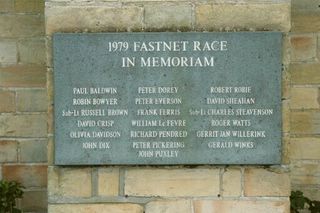 1979 FASTNET RACE
IN MEMORIAM
PAUL BALDWIN PETER DOREY ROBERT ROBIE
ROBIN BOWYER PETER EVERSON DAVID SHEAHAN
Sub-Lt RUSSELL BROWN FRANK FERRIS Sub-Lt CHARLES STEAVENSON
DAVID CRISP WILLIAM LE FEVRE ROGER WATTS
OLIVIA DAVIDSON RICHARD PENDRED GERRIT JAN WILLERINK
JOHN DIX PETER PICKERING GERALD WINKS
JOHN PUXLEY